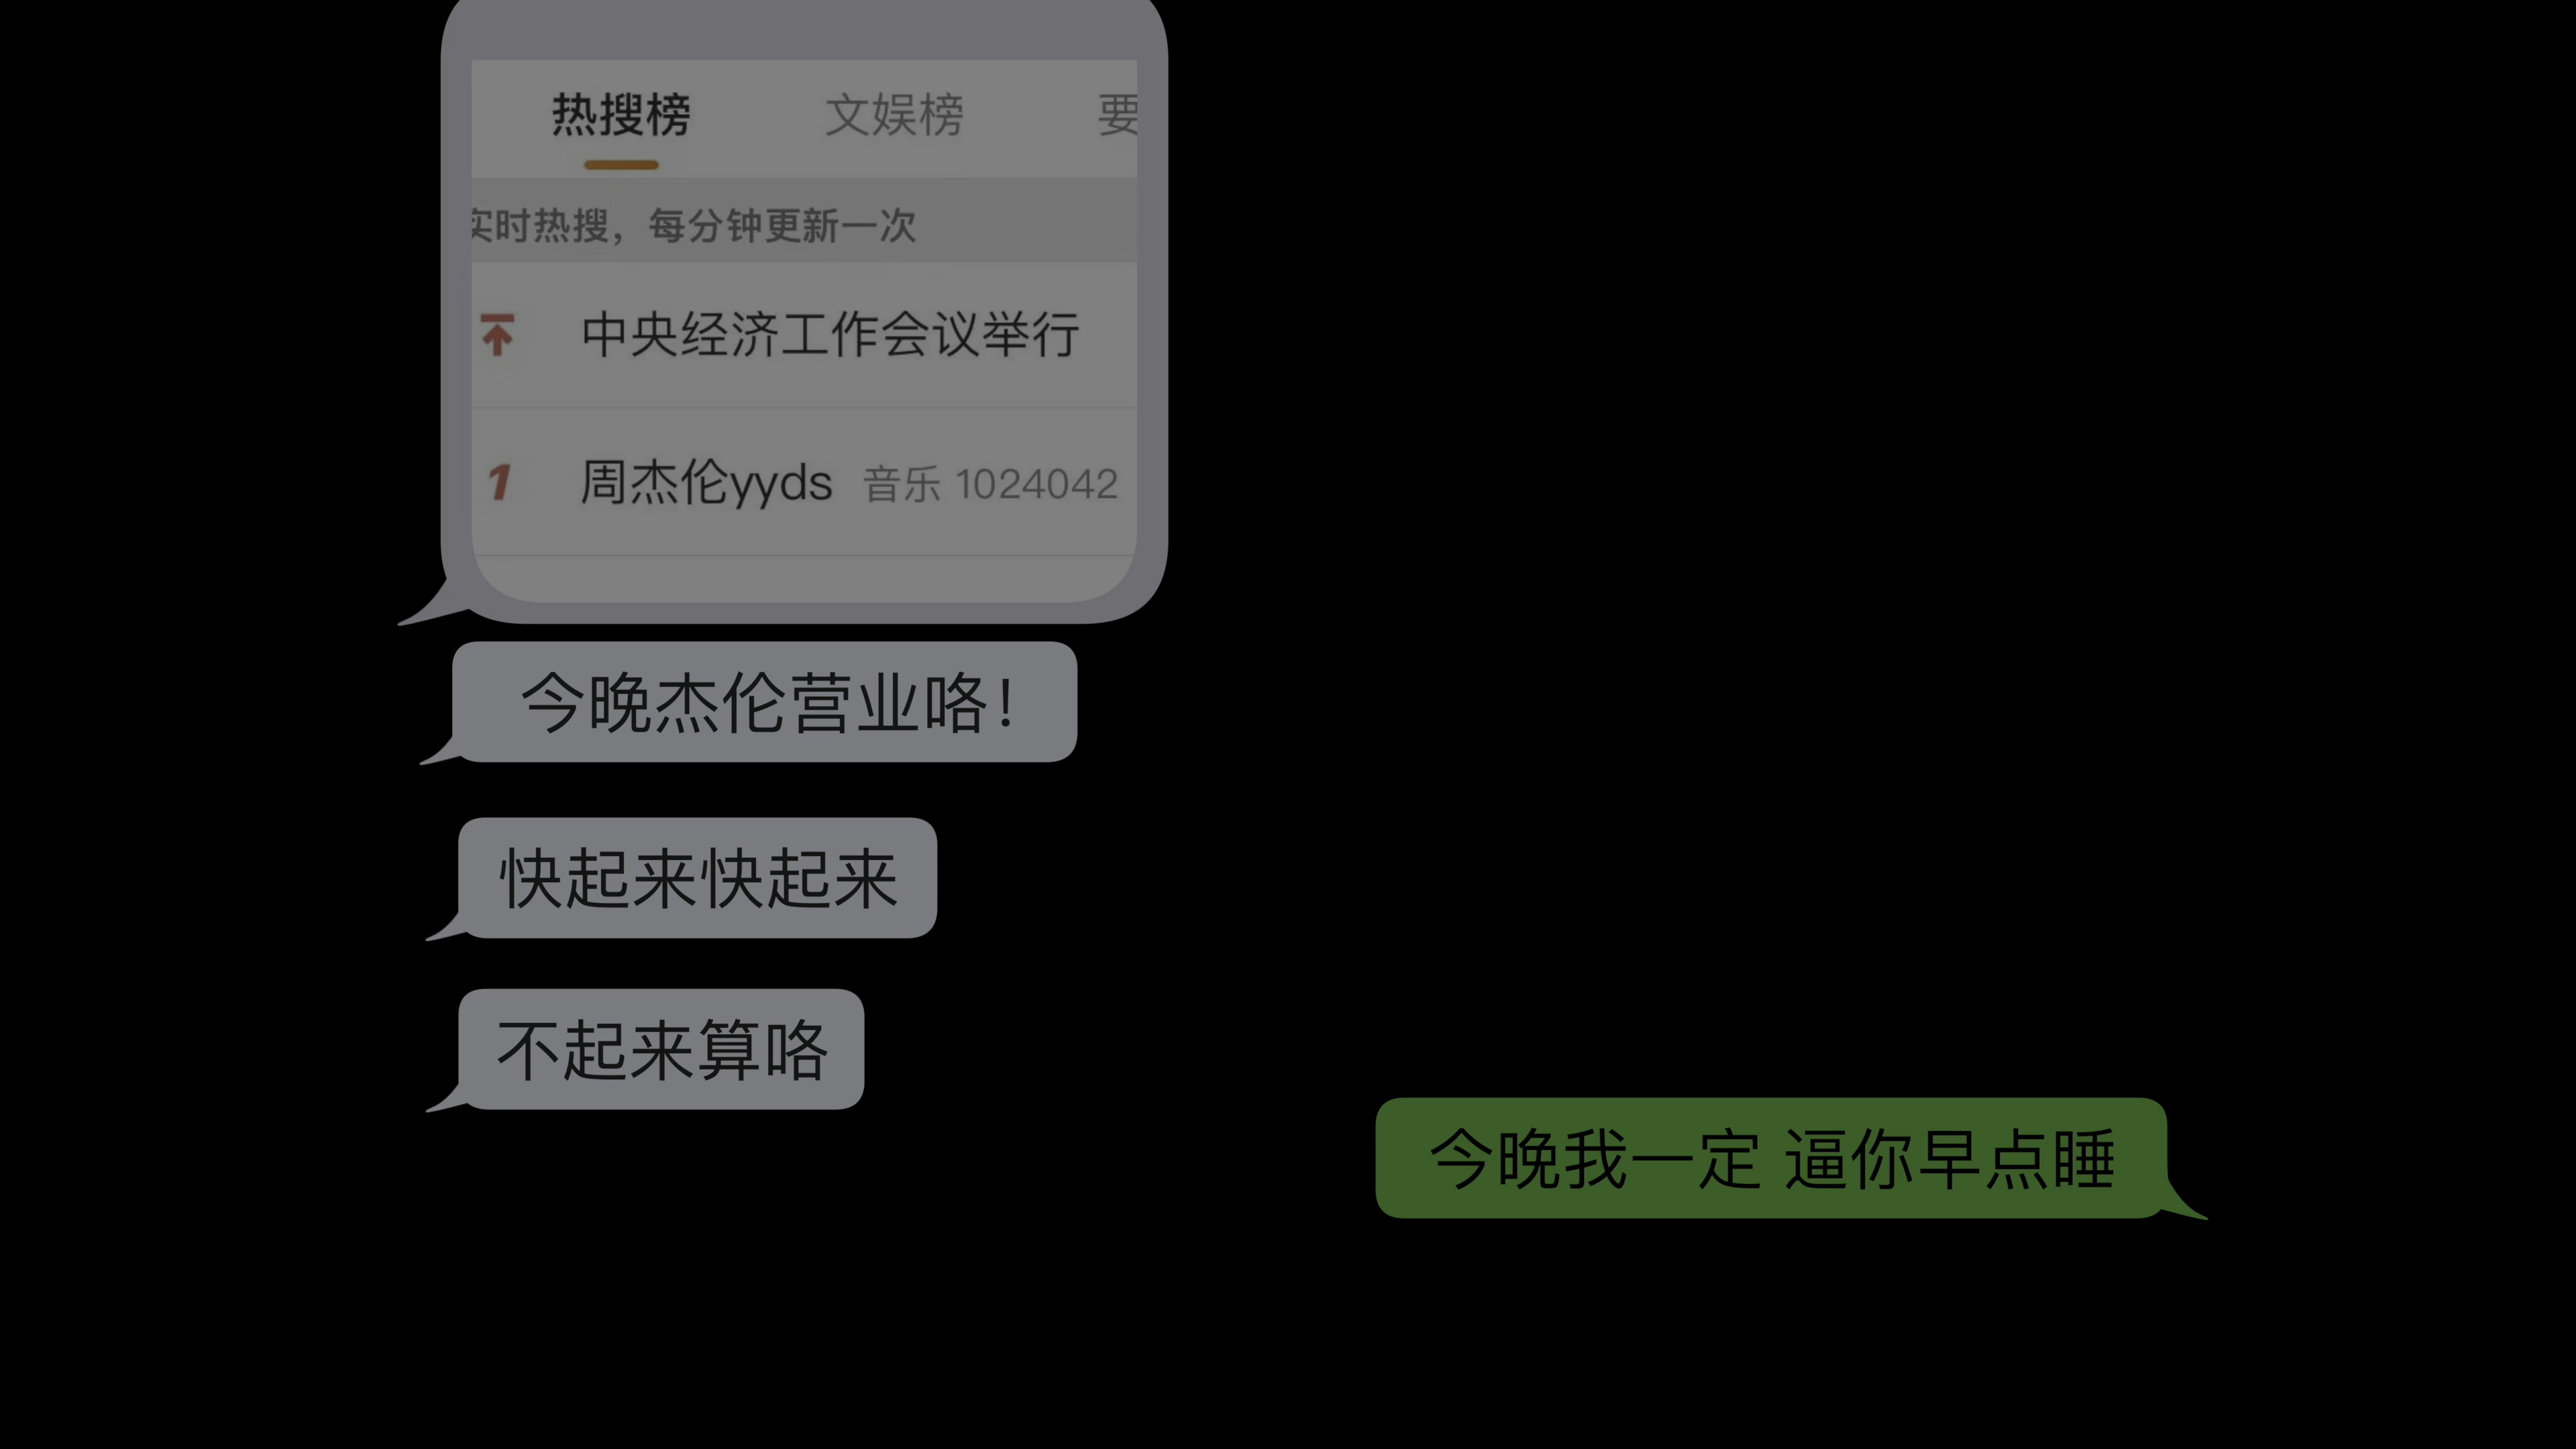 热搜榜 文娱榜 要
实时热搜，每分钟更新一次
中央经济工作会议举行
1 周杰伦yyds 音乐 1024042
今晚杰伦营业咯！
快起来快起来
不起来算咯
今晚我一定 逼你早点睡